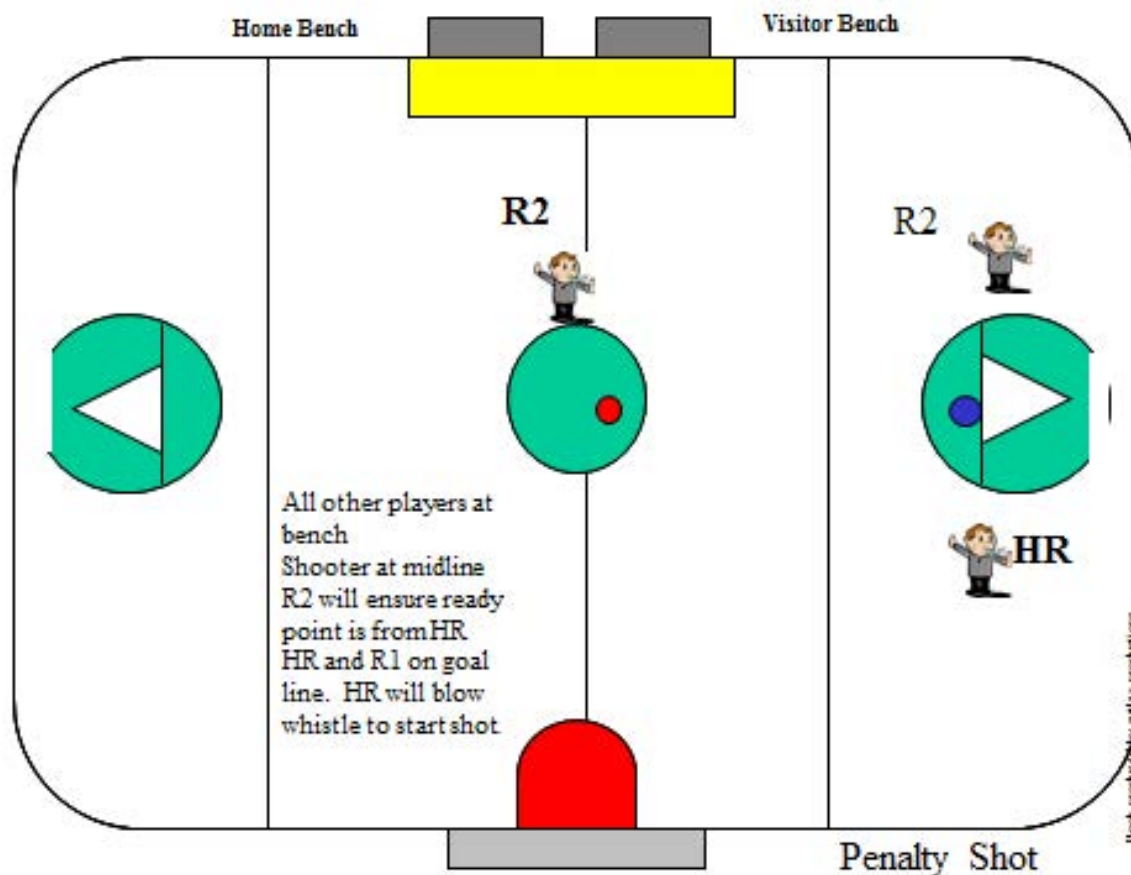 Home Bench
Visitor Bench
R2
R2
All other players at
bench
Shooter at midline
R2 will ensure ready
point is from HR
HR and R1 on goal
line. HR will blow
whistle to start shot
HR
Penalty Shot